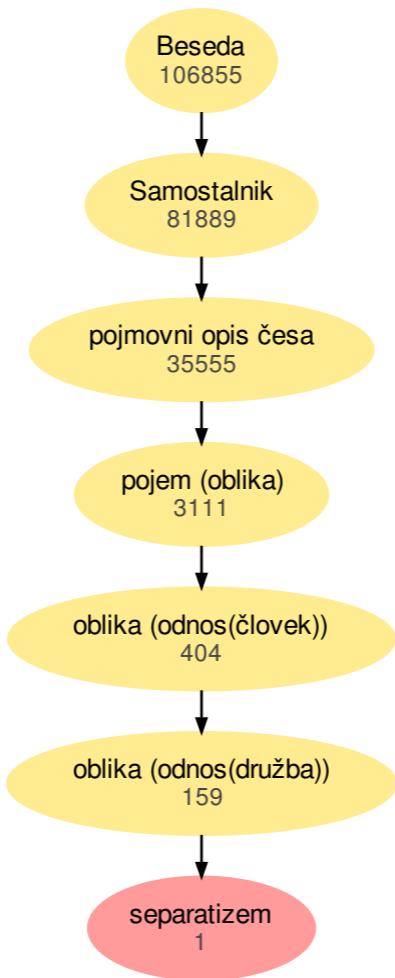 Beseda
106855
Samostalnik
81889
pojmovni opis česa
35555
pojem (oblika)
3111
oblika (odnos(človek))
404
oblika (odnos(družba))
159
separatizem
1